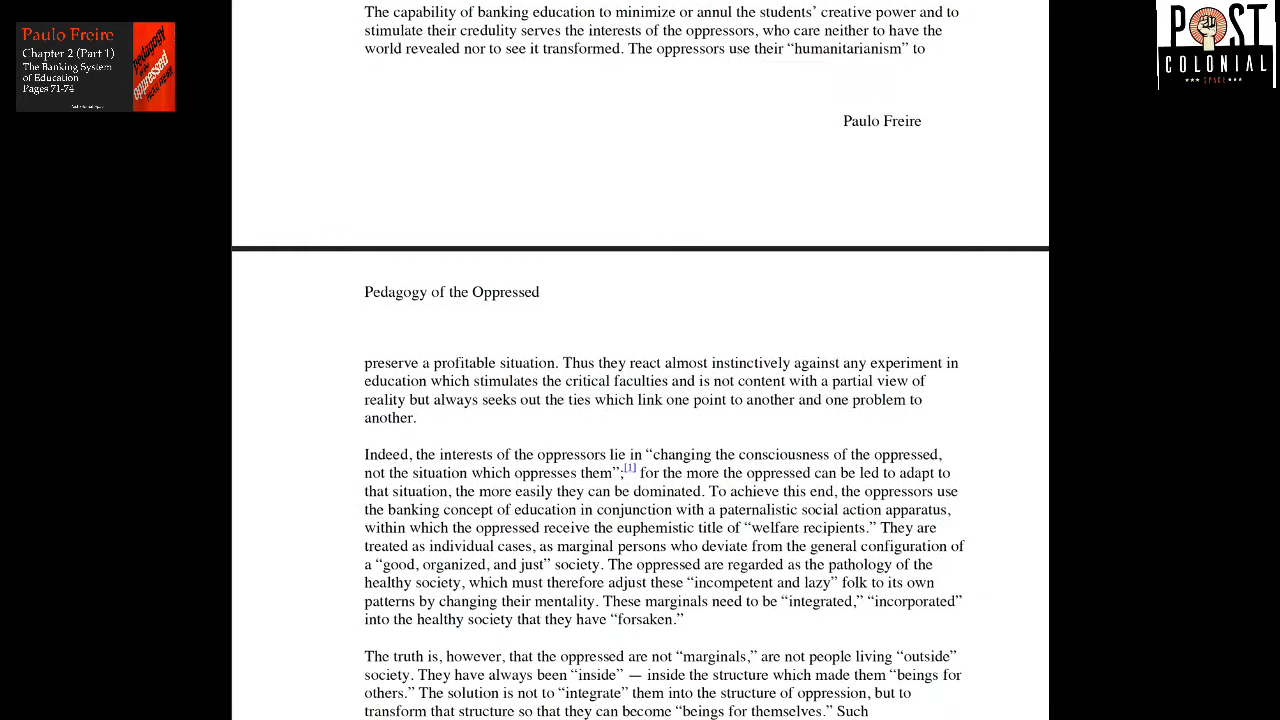 Paulo Freire
Chapter 2 (Part 1)
The Banking System
of Education
Pages 71-74
pedagogy
oppressed
POST
COLONIAL
*** SPACE ***
The capability of banking education to minimize or annul the students’ creative power and to
stimulate their credulity serves the interests of the oppressors, who care neither to have the
world revealed nor to see it transformed. The oppressors use their “humanitarianism” to
Paulo Freire
Pedagogy of the Oppressed
preserve a profitable situation. Thus they react almost instinctively against any experiment in
education which stimulates the critical faculties and is not content with a partial view of
reality but always seeks out the ties which link one point to another and one problem to
another.
Indeed, the interests of the oppressors lie in “changing the consciousness of the oppressed,
not the situation which oppresses them”;[1] for the more the oppressed can be led to adapt to
that situation, the more easily they can be dominated. To achieve this end, the oppressors use
the banking concept of education in conjunction with a paternalistic social action apparatus,
within which the oppressed receive the euphemistic title of “welfare recipients.” They are
treated as individual cases, as marginal persons who deviate from the general configuration of
a “good, organized, and just” society. The oppressed are regarded as the pathology of the
healthy society, which must therefore adjust these “incompetent and lazy” folk to its own
patterns by changing their mentality. These marginals need to be “integrated,” “incorporated”
into the healthy society that they have “forsaken.”
The truth is, however, that the oppressed are not “marginals,” are not people living “outside”
society. They have always been “inside” — inside the structure which made them “beings for
others.” The solution is not to “integrate” them into the structure of oppression, but to
transform that structure so that they can become “beings for themselves.” Such